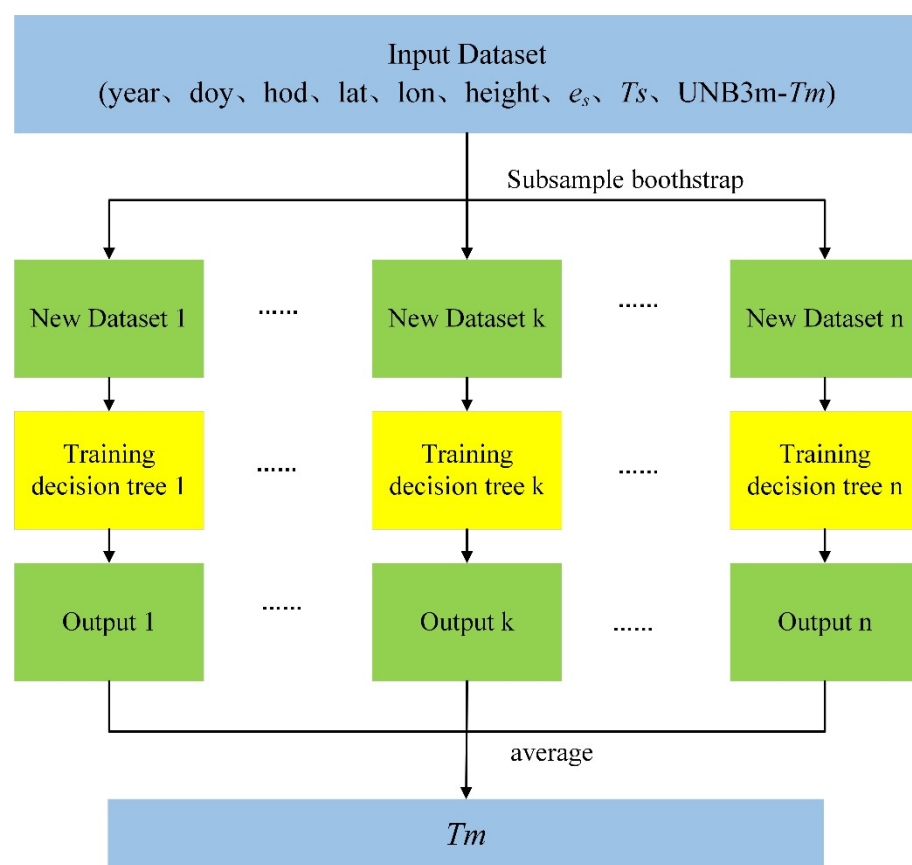 Input Dataset
(year、doy、hod、lat、lon、height、es、Ts、UNB3m-Tm)
Subsample boothstrap
New Dataset 1
......
New Dataset k
......
New Dataset n
Training
decision tree 1
......
Training
decision tree k
......
Training
decision tree n
Output 1
......
Output k
......
Output n
average
Tm